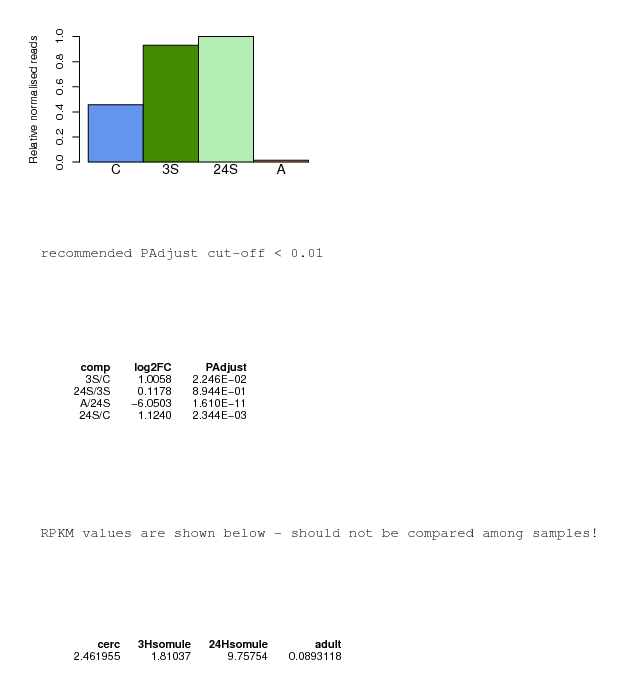 Relative normalised reads
1.0
0.8
0.6
0.4
0.2
0.0
C 3S 24S A
recommended PAdjust cut-off < 0.01
comp log2FC PAdjust
3S/C 1.0058 2.246E-02
24S/3S 0.1178 8.944E-01
A/24S -6.0503 1.610E-11
24S/C 1.1240 2.344E-03
RPKM values are shown below - should not be compared among samples!
cerc 3Hsomule 24Hsomule adult
2.461955 1.81037 9.75754 0.0893118